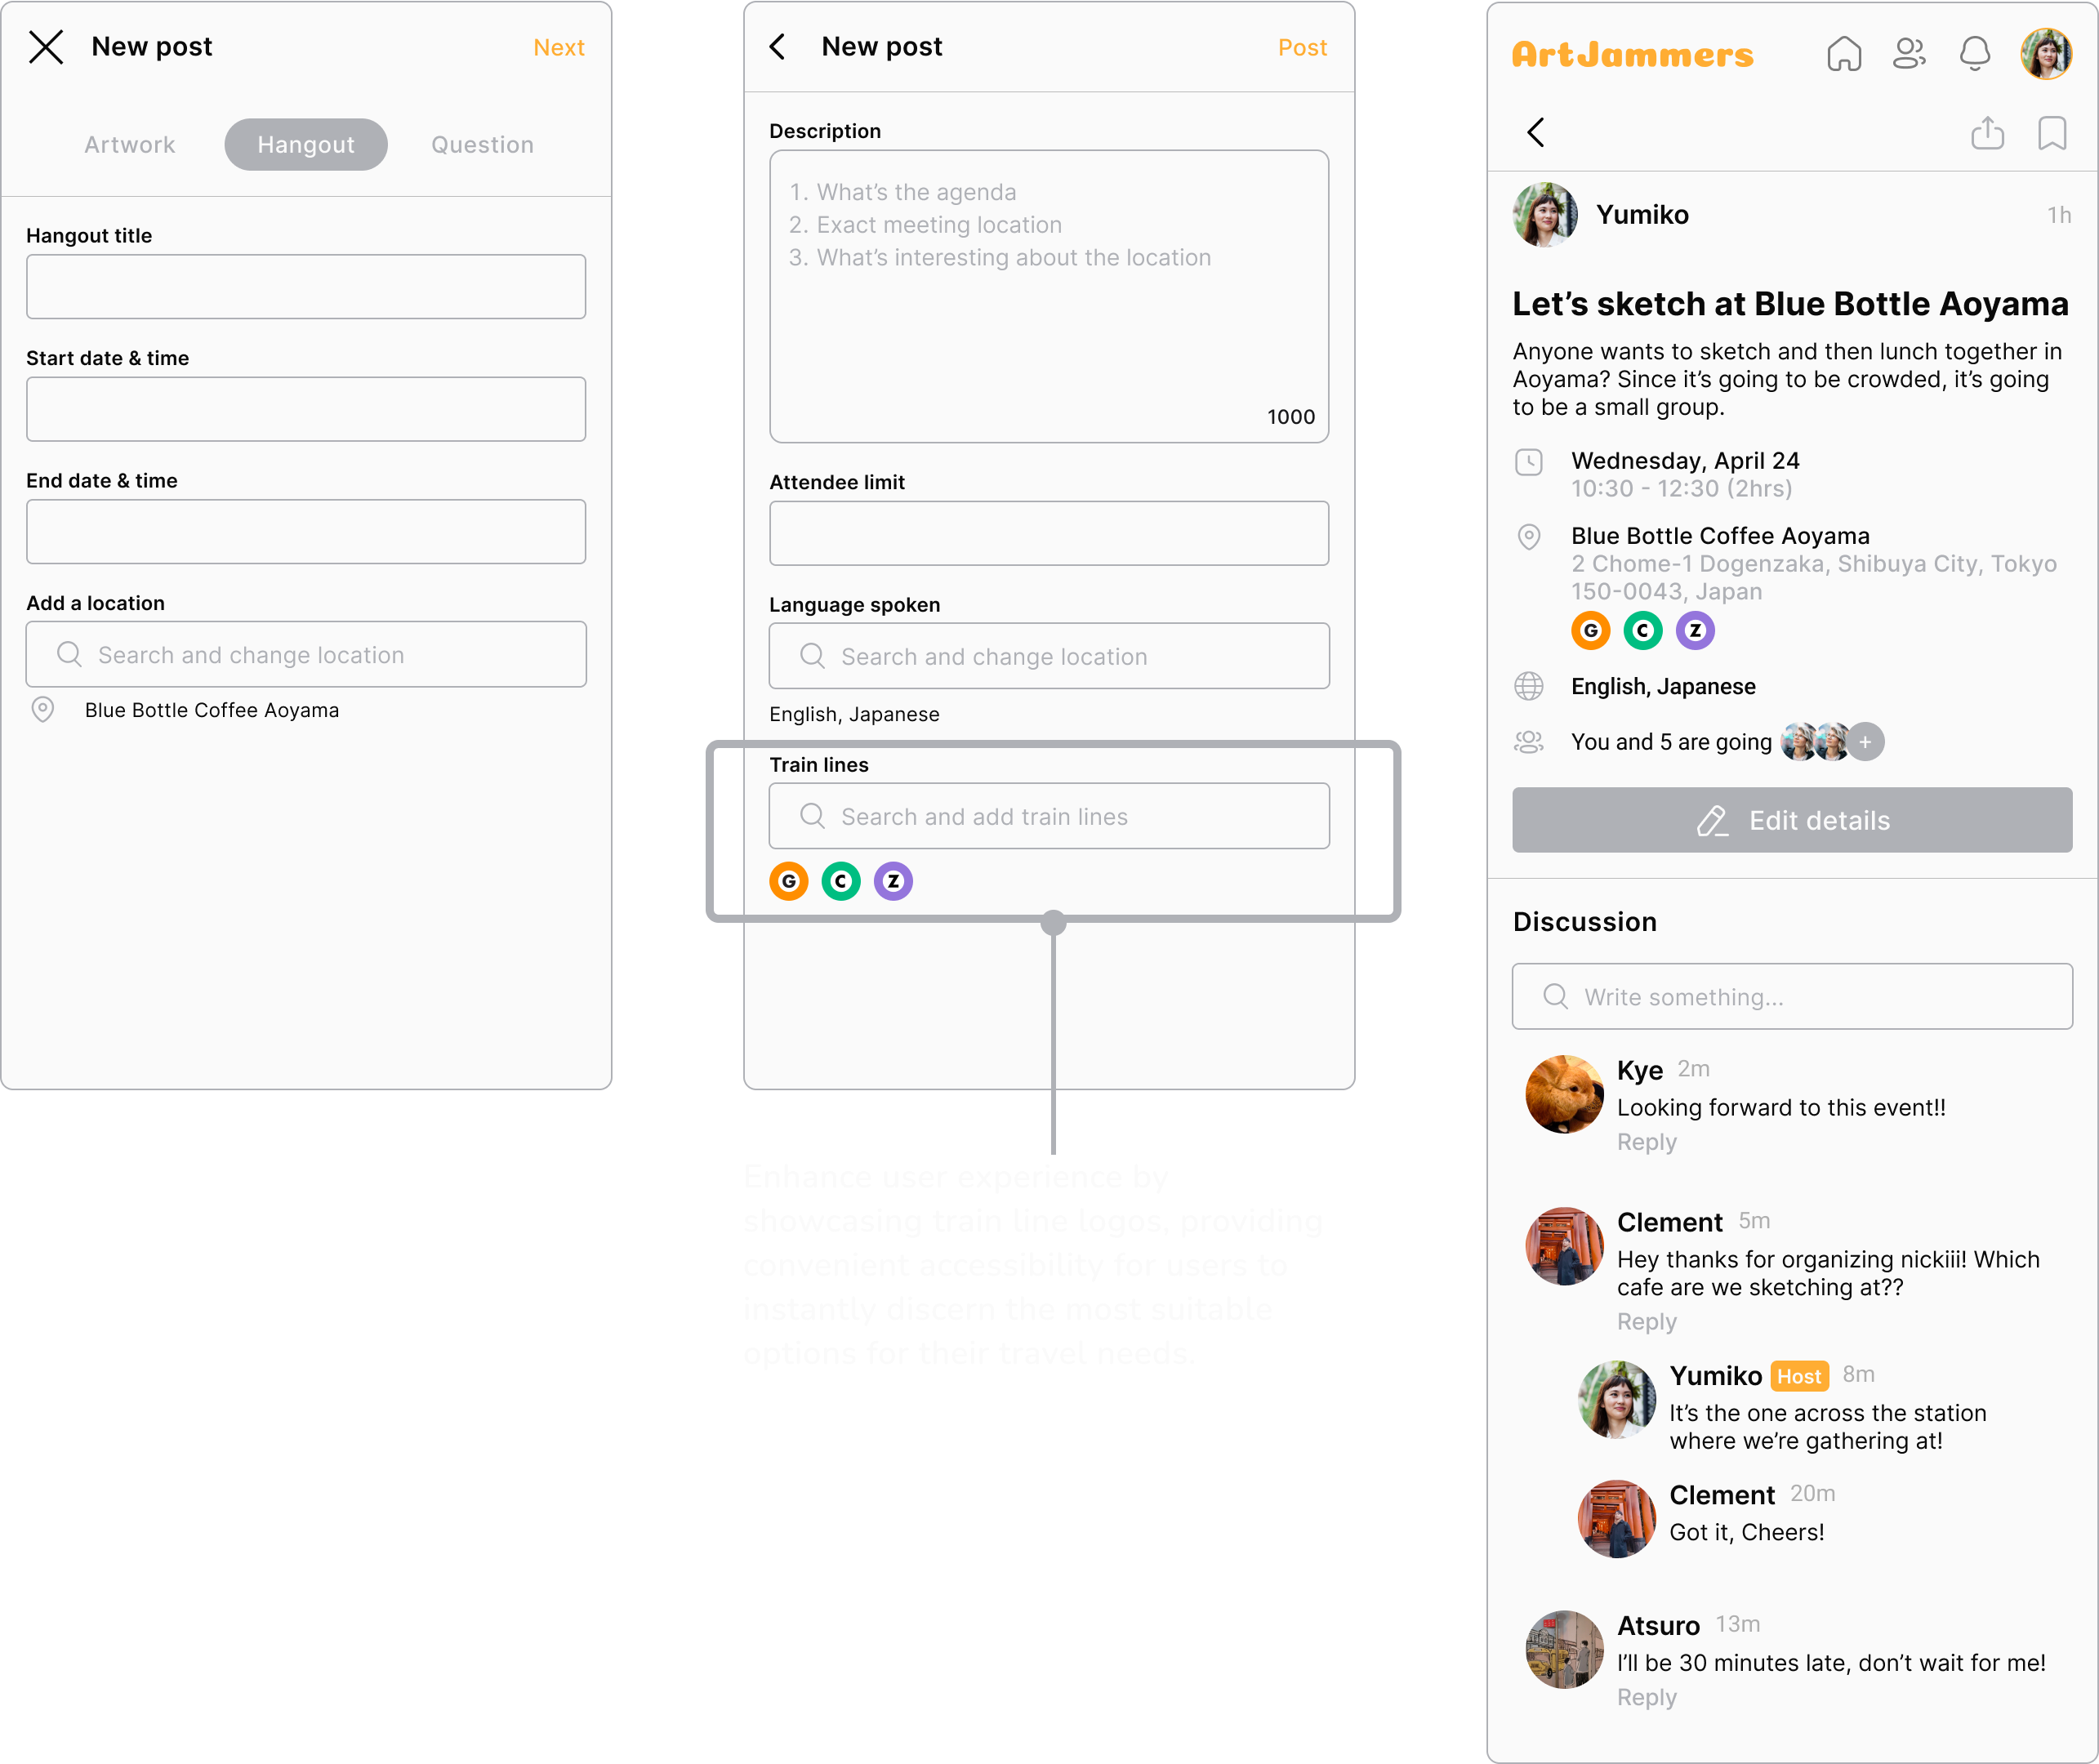 New post
Next
Artwork
Hangout
Question
Hangout title
Start date & time
End date & time
Add a location
Search and change location
Blue Bottle Coffee Aoyama
New post
Post
Description
1. What's the agenda
2. Exact meeting location
3. What's interesting about the location
1000
Attendee limit
Language spoken
Search and change location
English, Japanese
Train lines
Search and add train lines
G C Z
Enhance user experience by
showcasing train line logos, providing
convenient accessibility for users to
instantly discern the most suitable
options for their travel needs.
ArtJammers
Yumiko
1h
Let's sketch at Blue Bottle Aoyama
Anyone wants to sketch and then lunch together in
Aoyama? Since it's going to be crowded, it's going
to be a small group.
Wednesday, April 24
10:30 - 12:30 (2hrs)
Blue Bottle Coffee Aoyama
2 Chome-1 Dogenzaka, Shibuya City, Tokyo
150-0043, Japan
G C Z
English, Japanese
You and 5 are going +
Edit details
Discussion
Write something...
Kye 2m
Looking forward to this event!!
Reply
Clement 5m
Hey thanks for organizing nickiii! Which
cafe are we sketching at??
Reply
Yumiko Host 8m
It's the one across the station
where we're gathering at!
Clement 20m
Got it, Cheers!
Atsuro 13m
I'll be 30 minutes late, don't wait for me!
Reply